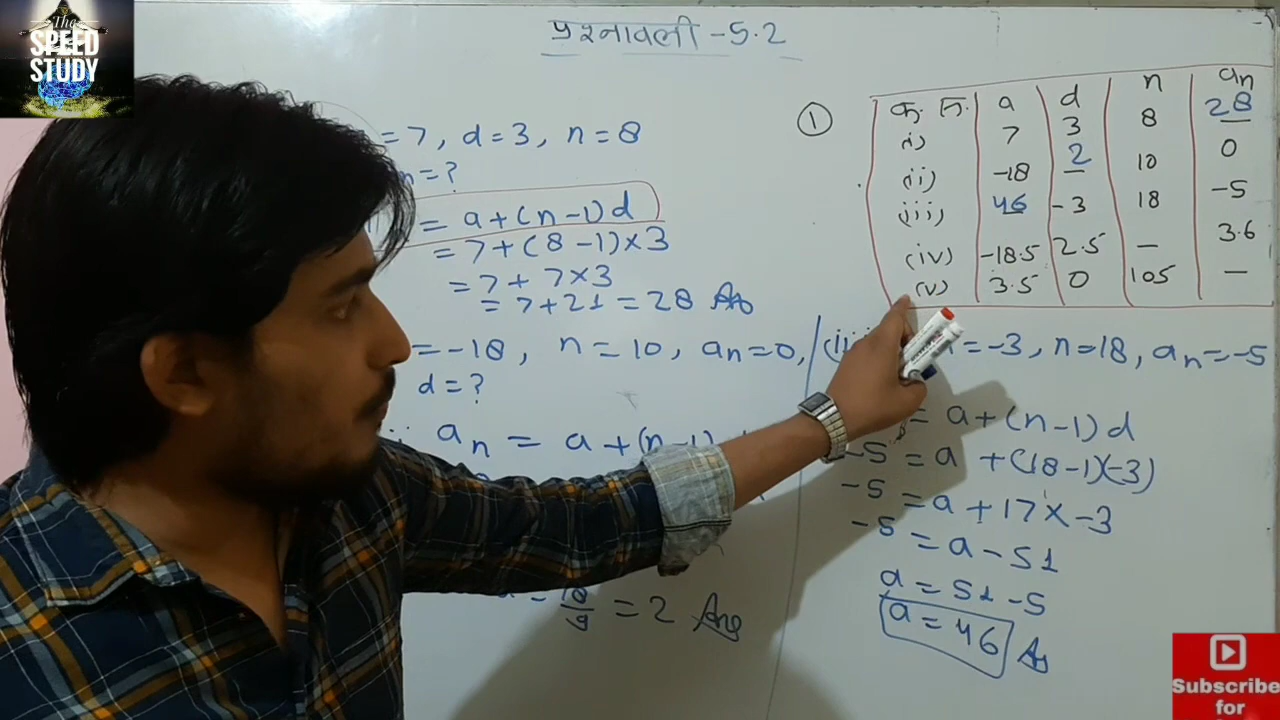 The
SPEED
STUDY
प्रश्नावली - 5.2
=7, d=3, n=8
n=?
= a+(n-1)d
=7+(8-1)×3
=7+ 7×3
=7+21=28 Ans
=-18, n=10, an=0,
d=?
an = a+(n-1)
=2 Ans
①
क्र. सं. a d n an
(i) 7 3 8 28
(ii) -18 2 10 0
(iii) 46 -3 18 -5
(iv) -18.5 2.5 — 3.6
(v) 3.5 0 105 —
=-3, n=18, an=-5
= a+(n-1)d
-5 = a +(18-1)(-3)
-5 = a + 17×-3
-5 = a-51
a = 51-5
a = 46 Ans
Subscribe
for